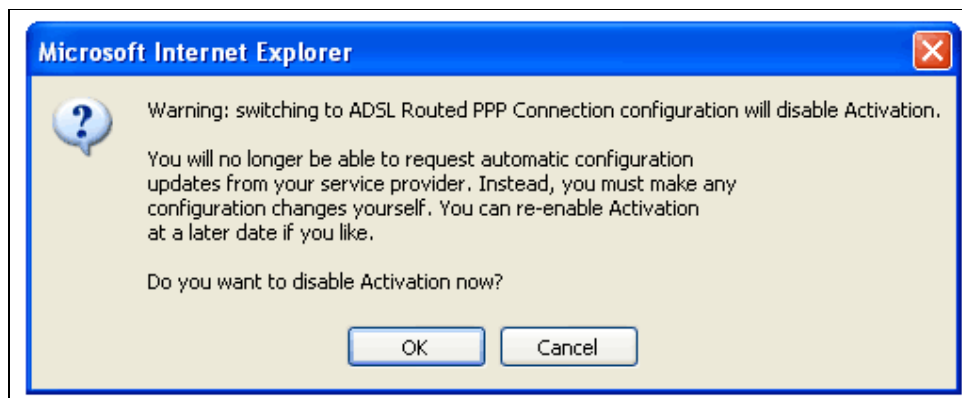 Microsoft Internet Explorer
Warning: switching to ADSL Routed PPP Connection configuration will disable Activation.
You will no longer be able to request automatic configuration
updates from your service provider. Instead, you must make any
configuration changes yourself. You can re-enable Activation
at a later date if you like.
Do you want to disable Activation now?
OK
Cancel